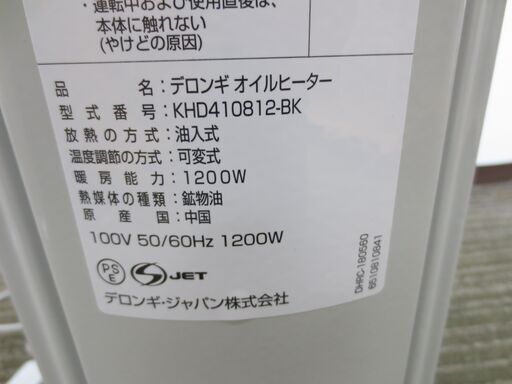 ・運転中および使用直後は、
本体に触れない
(やけどの原因)
品　　　　名：デロンギ オイルヒーター
型 式 番 号：KHD410812-BK
放 熱 の 方 式：油入式
温度調節の方式：可変式
暖 房 能 力：1200W
熱媒体の種類：鉱物油
原　産　国：中国
100V 50/60Hz 1200W
PS
E
S JET
デロンギ・ジャパン株式会社
DHRC-180560
6510810841